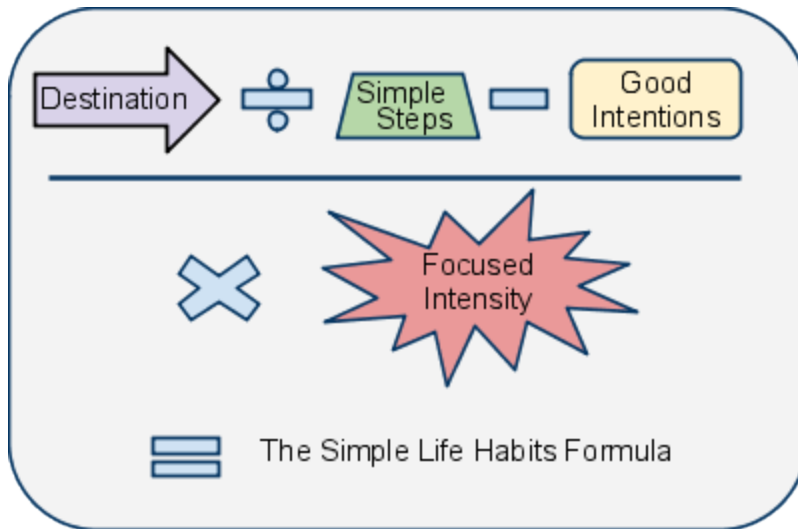 Destination ÷ Simple Steps - Good Intentions
× Focused Intensity
= The Simple Life Habits Formula